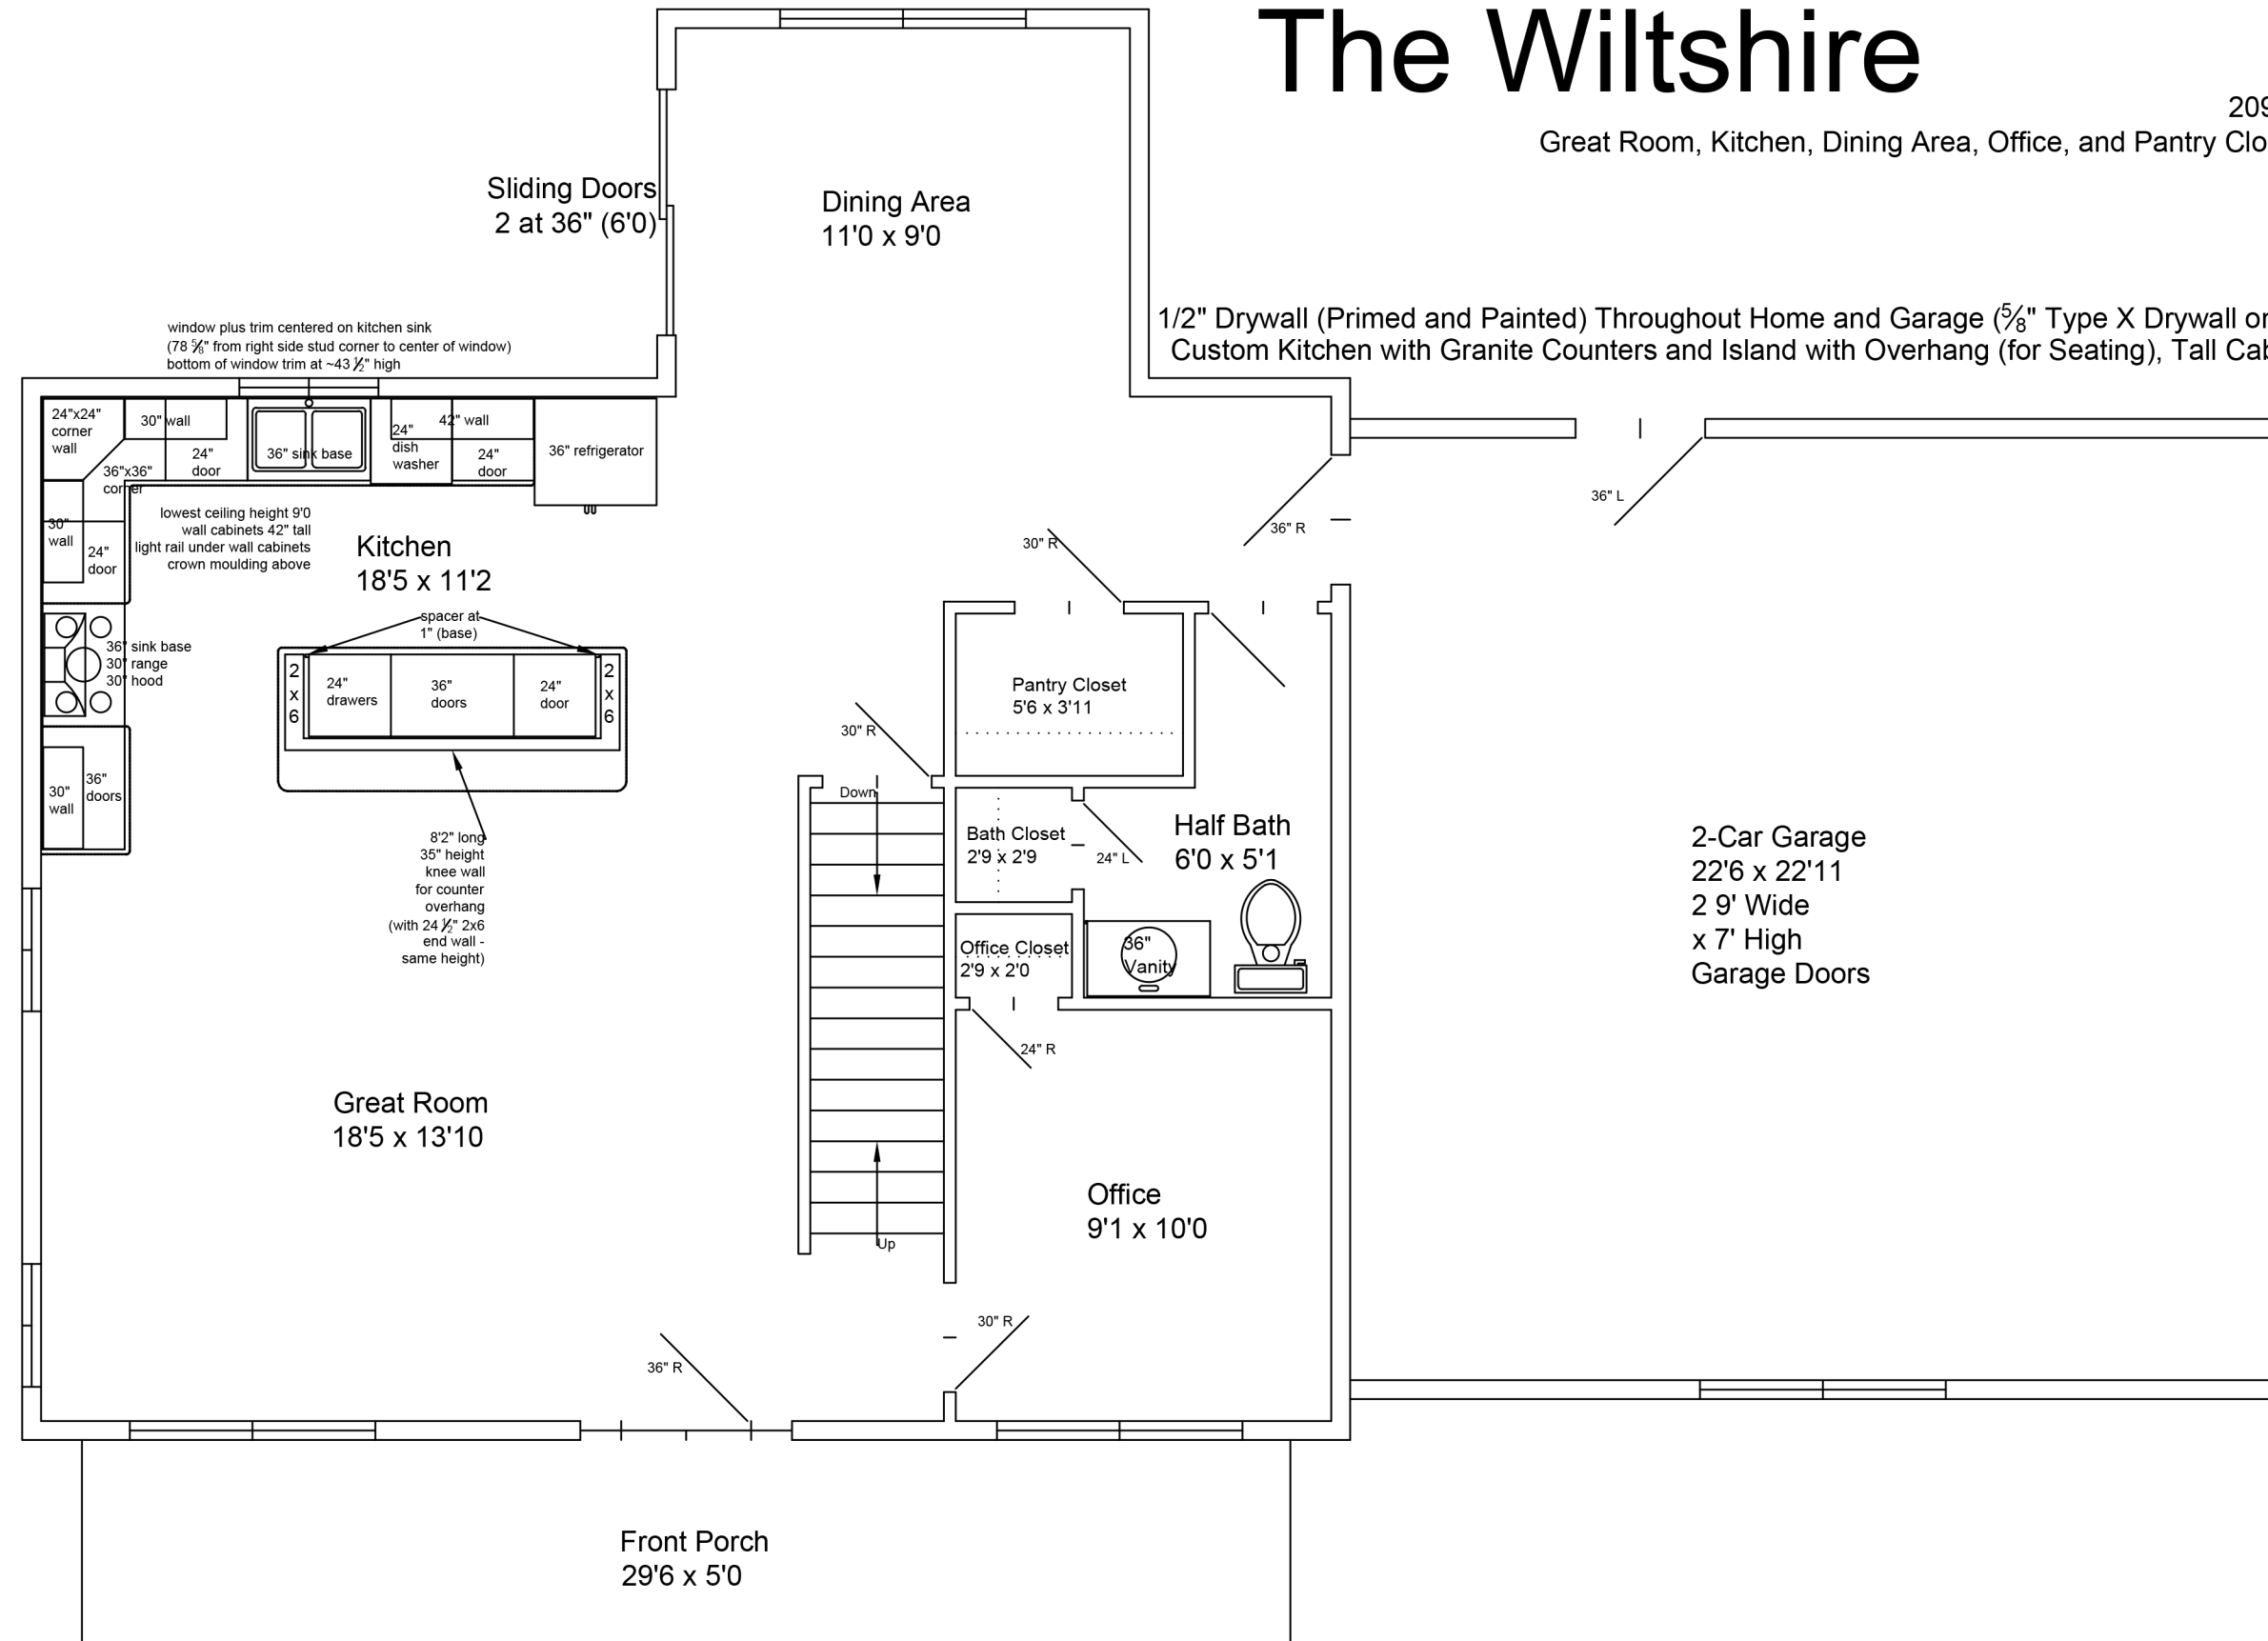 The Wiltshire
209
Great Room, Kitchen, Dining Area, Office, and Pantry Clo
Sliding Doors
2 at 36" (6'0)
Dining Area
11'0 x 9'0
1/2" Drywall (Primed and Painted) Throughout Home and Garage (⅝" Type X Drywall or
Custom Kitchen with Granite Counters and Island with Overhang (for Seating), Tall Cab
window plus trim centered on kitchen sink
(78 ⅝" from right side stud corner to center of window)
bottom of window trim at ~43 ½" high
24"x24"
corner
wall
30" wall
24"
door
36"x36"
corner
36" sink base
42" wall
24"
dish
washer
24"
door
36" refrigerator
30"
wall
24"
door
lowest ceiling height 9'0
wall cabinets 42" tall
light rail under wall cabinets
crown moulding above
Kitchen
18'5 x 11'2
36" L
36" R
30" R
spacer at
1" (base)
36" sink base
30" range
30" hood
2
x
6
24"
drawers
36"
doors
24"
door
2
x
6
Pantry Closet
5'6 x 3'11
30" R
30"
wall
36"
doors
Down
8'2" long
35" height
knee wall
for counter
overhang
(with 24 ½" 2x6
end wall -
same height)
Bath Closet
2'9 x 2'9
24" L
Half Bath
6'0 x 5'1
2-Car Garage
22'6 x 22'11
2 9' Wide
x 7' High
Garage Doors
Office Closet
2'9 x 2'0
36"
Vanity
24" R
Great Room
18'5 x 13'10
Office
9'1 x 10'0
Up
30" R
36" R
Front Porch
29'6 x 5'0